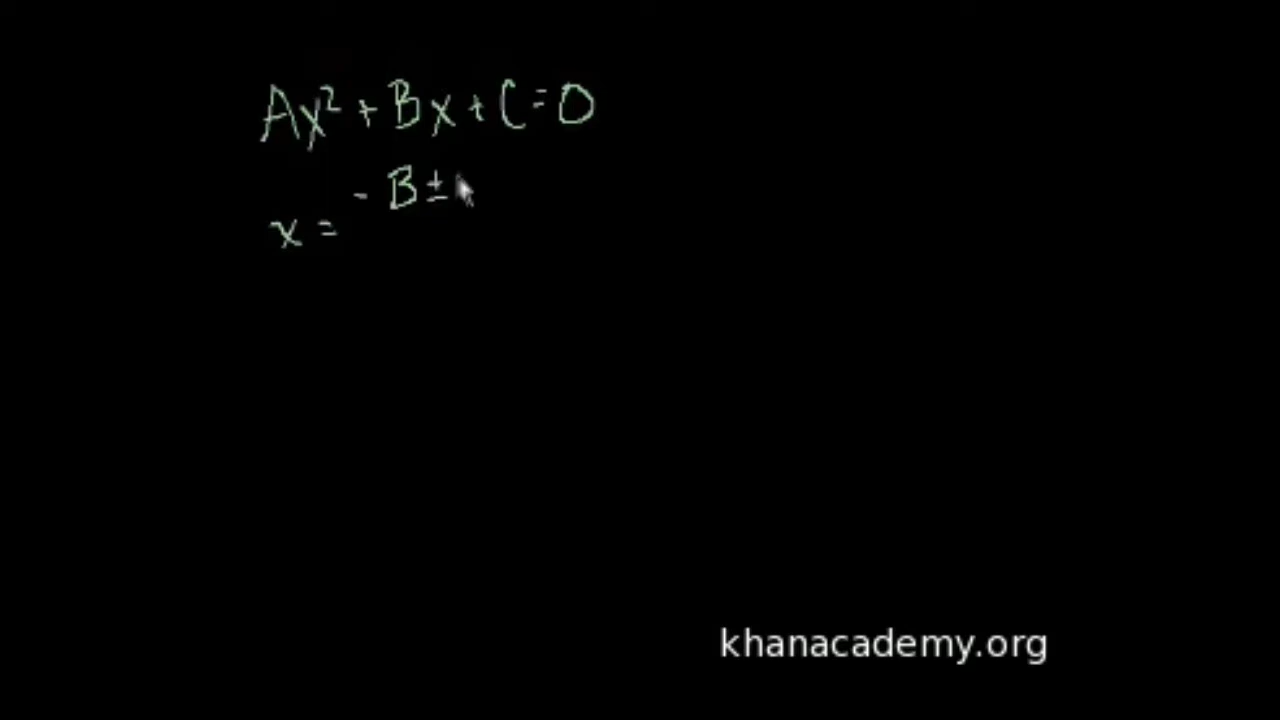 Ax² + Bx + C = 0
x = - B ±
khanacademy.org